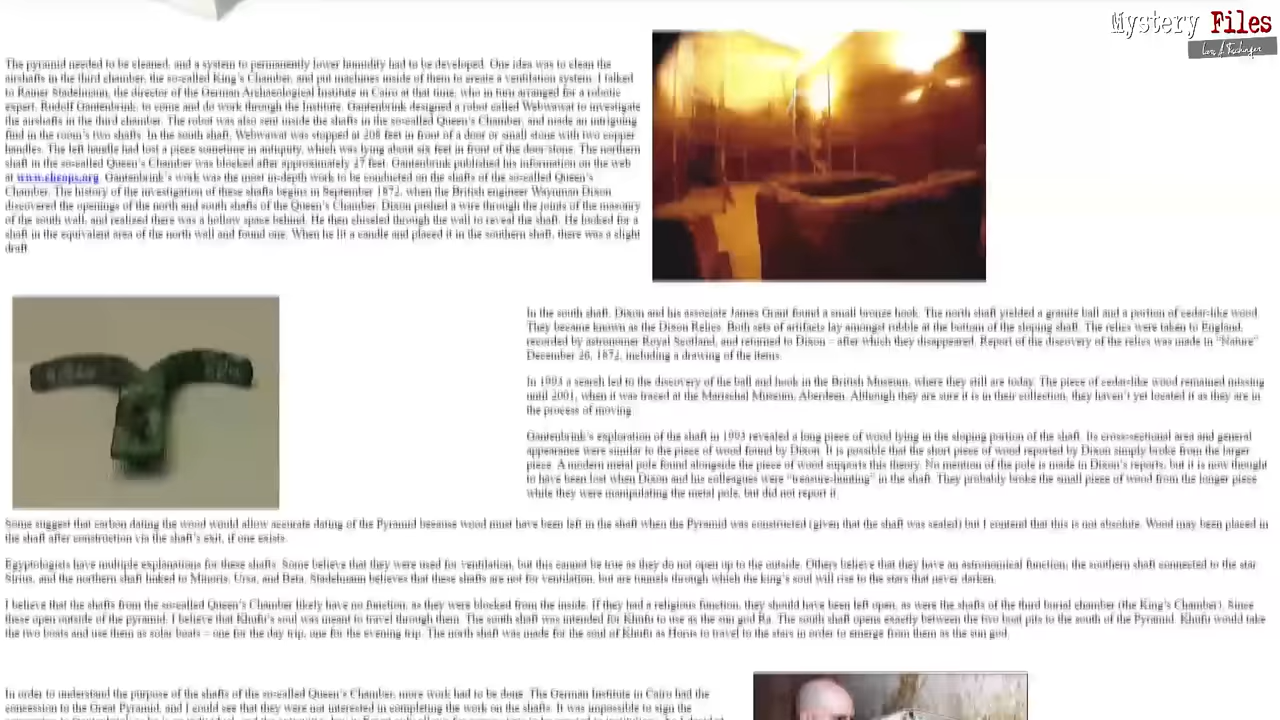 Mystery Files
Lars A. Fischinger
The pyramid needed to be cleaned, and a system to permanently lower humidity had to be developed. One idea was to clean the
airshafts in the third chamber, the so-called King's Chamber, and put machines inside of them to create a ventilation system. I talked
to Rainer Stadelmann, the director of the German Archaeological Institute in Cairo at that time, who in turn arranged for a robotic
expert, Rudolf Gantenbrink, to come and do work through the Institute. Gantenbrink designed a robot called Webwawat to investigate
the airshafts in the third chamber. The robot was also sent inside the shafts in the so-called Queen's Chamber, and made an intriguing
find in the room's two shafts. In the south shaft, Webwawat was stopped at 208 feet in front of a door or small stone with two copper
handles. The left handle had lost a piece sometime in antiquity, which was lying about six feet in front of the door-stone. The northern
shaft in the so-called Queen's Chamber was blocked after approximately 27 feet. Gantenbrink published his information on the web
at www.cheops.org. Gantenbrink's work was the most in-depth work to be conducted on the shafts of the so-called Queen's
Chamber. The history of the investigation of these shafts begins in September 1872, when the British engineer Waynman Dixon
discovered the openings of the north and south shafts of the Queen's Chamber. Dixon pushed a wire through the joints of the masonry
of the south wall, and realized there was a hollow space behind. He then chiseled through the wall to reveal the shaft. He looked for a
shaft in the equivalent area of the north wall and found one. When he lit a candle and placed it in the southern shaft, there was a slight
draft.
In the south shaft, Dixon and his associate James Grant found a small bronze hook. The north shaft yielded a granite ball and a portion of cedar-like wood.
They became known as the Dixon Relics. Both sets of artifacts lay amongst rubble at the bottom of the sloping shaft. The relics were taken to England,
recorded by astronomer Royal Scotland, and returned to Dixon – after which they disappeared. Report of the discovery of the relics was made in "Nature"
December 26, 1872, including a drawing of the items.
In 1993 a search led to the discovery of the ball and hook in the British Museum, where they still are today. The piece of cedar-like wood remained missing
until 2001, when it was traced at the Marischal Museum, Aberdeen. Although they are sure it is in their collection, they haven't yet located it as they are in
the process of moving.
Gantenbrink's exploration of the shaft in 1993 revealed a long piece of wood lying in the sloping portion of the shaft. Its cross-sectional area and general
appearance were similar to the piece of wood found by Dixon. It is possible that the short piece of wood reported by Dixon simply broke from the larger
piece. A modern metal pole found alongside the piece of wood supports this theory. No mention of the pole is made in Dixon's reports, but it is now thought
to have been lost when Dixon and his colleagues were "treasure-hunting" in the shaft. They probably broke the small piece of wood from the longer piece
while they were manipulating the metal pole, but did not report it.
Some suggest that carbon dating the wood would allow accurate dating of the Pyramid because wood must have been left in the shaft when the Pyramid was constructed (given that the shaft was sealed) but I contend that this is not absolute. Wood may been placed in
the shaft after construction via the shaft's exit, if one exists.
Egyptologists have multiple explanations for these shafts. Some believe that they were used for ventilation, but this cannot be true as they do not open up to the outside. Others believe that they have an astronomical function, the southern shaft connected to the star
Sirius, and the northern shaft linked to Minoris, Ursa, and Beta. Stadelmann believes that these shafts are not for ventilation, but are tunnels through which the king's soul will rise to the stars that never darken.
I believe that the shafts from the so-called Queen's Chamber likely have no function, as they were blocked from the inside. If they had a religious function, they should have been left open, as were the shafts of the third burial chamber (the King's Chamber). Since
these open outside of the pyramid, I believe that Khufu's soul was meant to travel through them. The south shaft was intended for Khufu to use as the sun god Ra. The south shaft opens exactly between the two boat pits to the south of the Pyramid. Khufu would take
the two boats and use them as solar boats – one for the day trip, one for the evening trip. The north shaft was made for the soul of Khufu as Horus to travel to the stars in order to emerge from them as the sun god.
In order to understand the purpose of the shafts of the so-called Queen's Chamber, more work had to be done. The German Institute in Cairo had the
concession to the Great Pyramid, and I could see that they were not interested in completing the work on the shafts. It was impossible to sign the